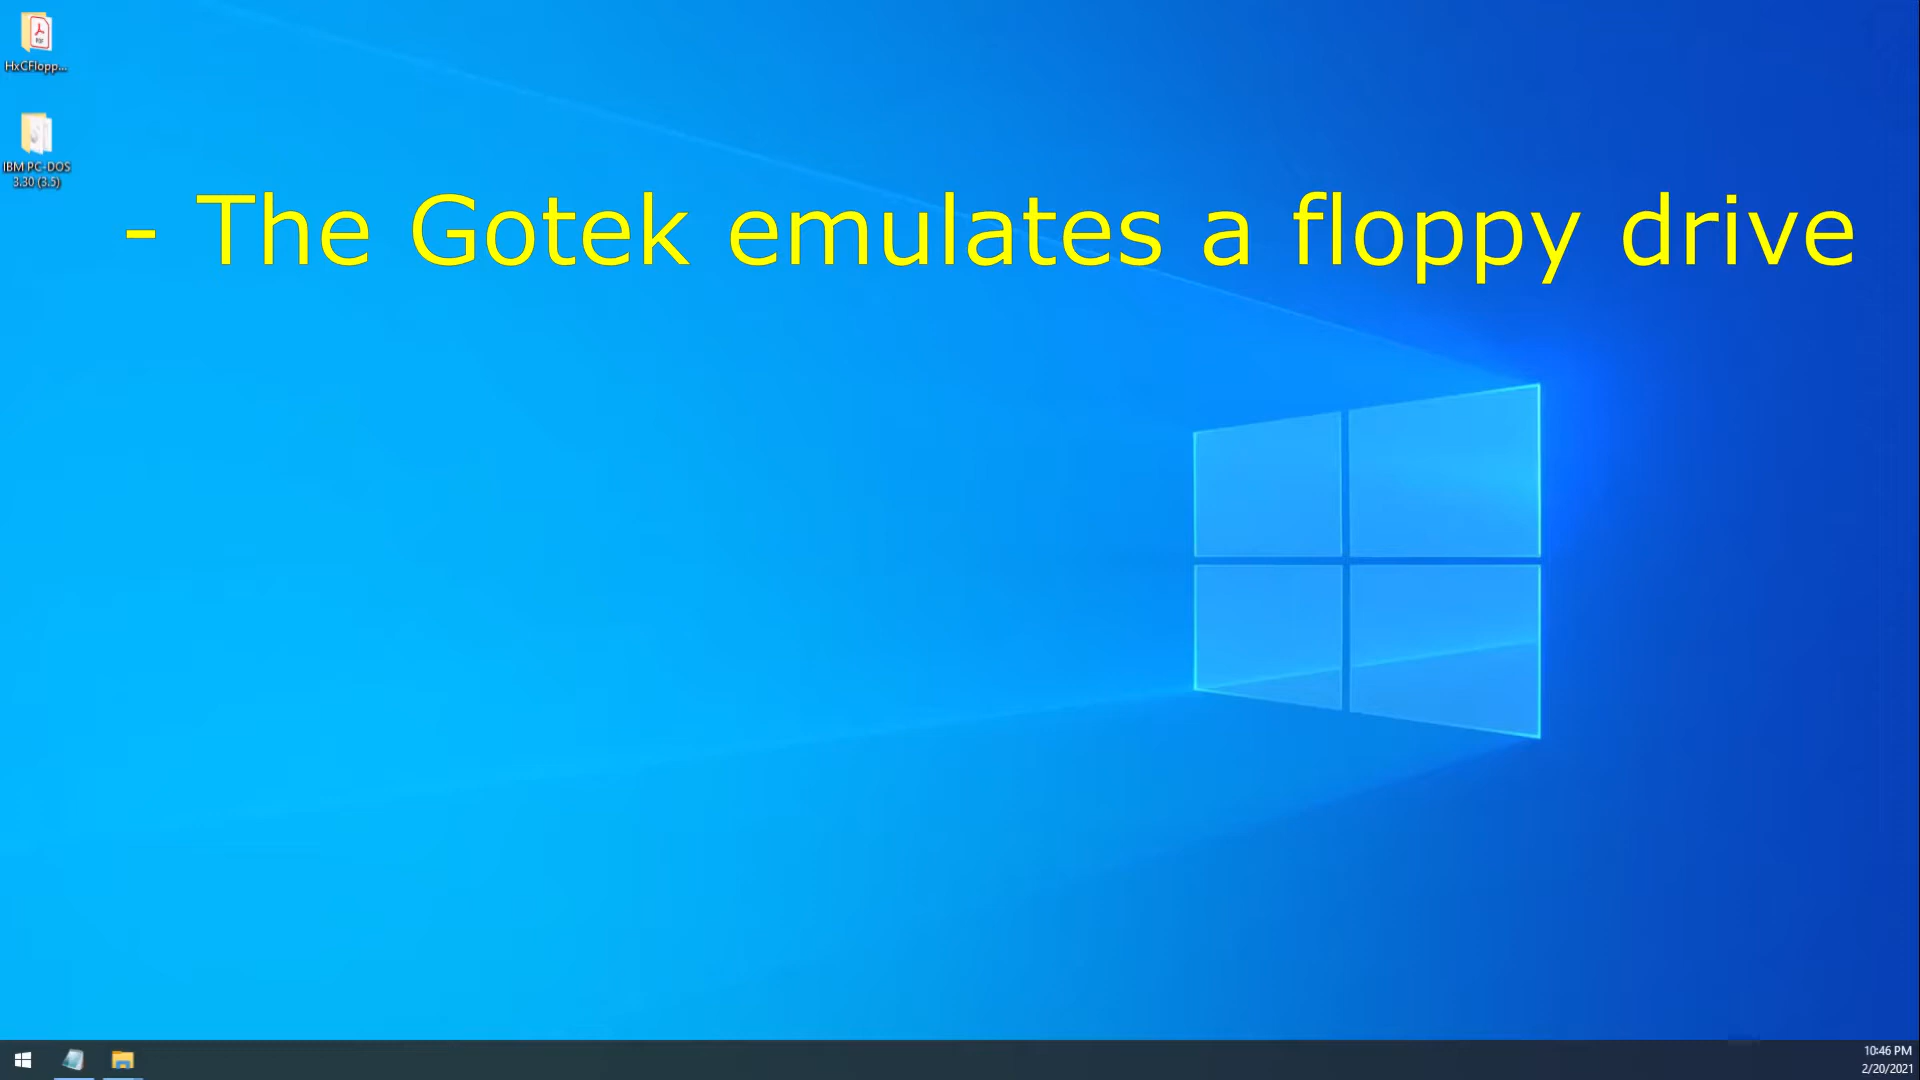 HxCFlopp...
IBM PC-DOS
3.30 (3.5)
- The Gotek emulates a floppy drive
10:46 PM
2/20/2021